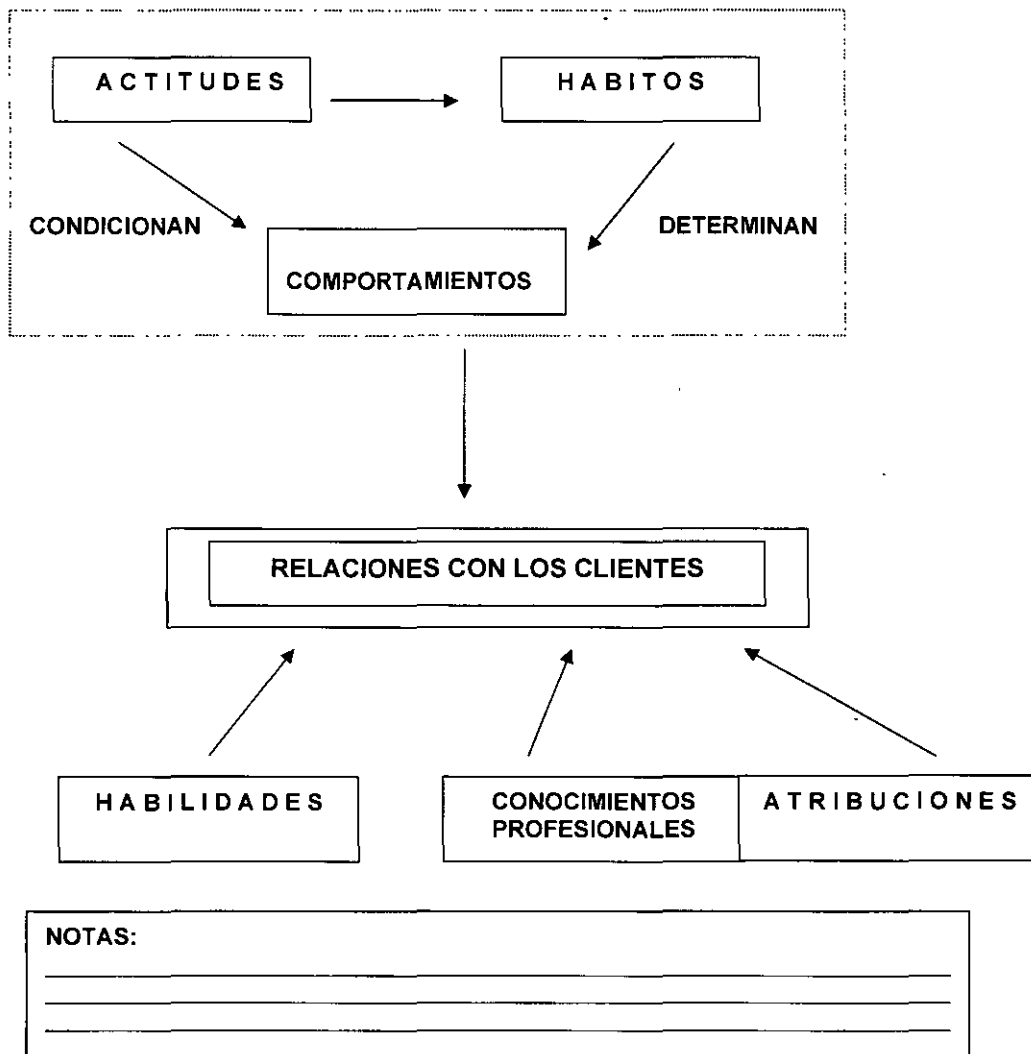 ACTITUDES
HABITOS
CONDICIONAN
DETERMINAN
COMPORTAMIENTOS
RELACIONES CON LOS CLIENTES
HABILIDADES
CONOCIMIENTOS
PROFESIONALES
ATRIBUCIONES
NOTAS: